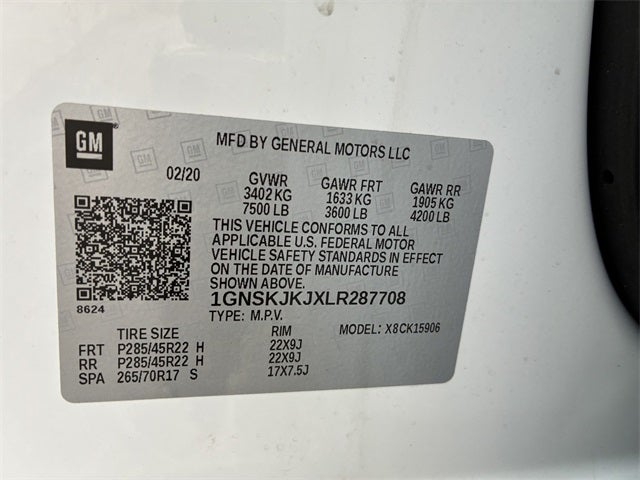 GM
MFD BY GENERAL MOTORS LLC
02/20
GVWR GAWR FRT GAWR RR
3402 KG 1633 KG 1905 KG
7500 LB 3600 LB 4200 LB
THIS VEHICLE CONFORMS TO ALL
APPLICABLE U.S. FEDERAL MOTOR
VEHICLE SAFETY STANDARDS IN EFFECT
ON THE DATE OF MANUFACTURE
SHOWN ABOVE.
8624
1GNSKJKJXLR287708
TYPE: M.P.V. MODEL: X8CK15906
TIRE SIZE RIM
FRT P285/45R22 H 22X9J
RR P285/45R22 H 22X9J
SPA 265/70R17 S 17X7.5J